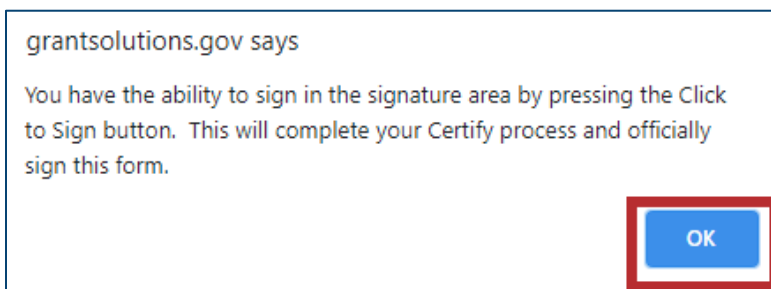 grantsolutions.gov says
You have the ability to sign in the signature area by pressing the Click
to Sign button.  This will complete your Certify process and officially
sign this form.
OK